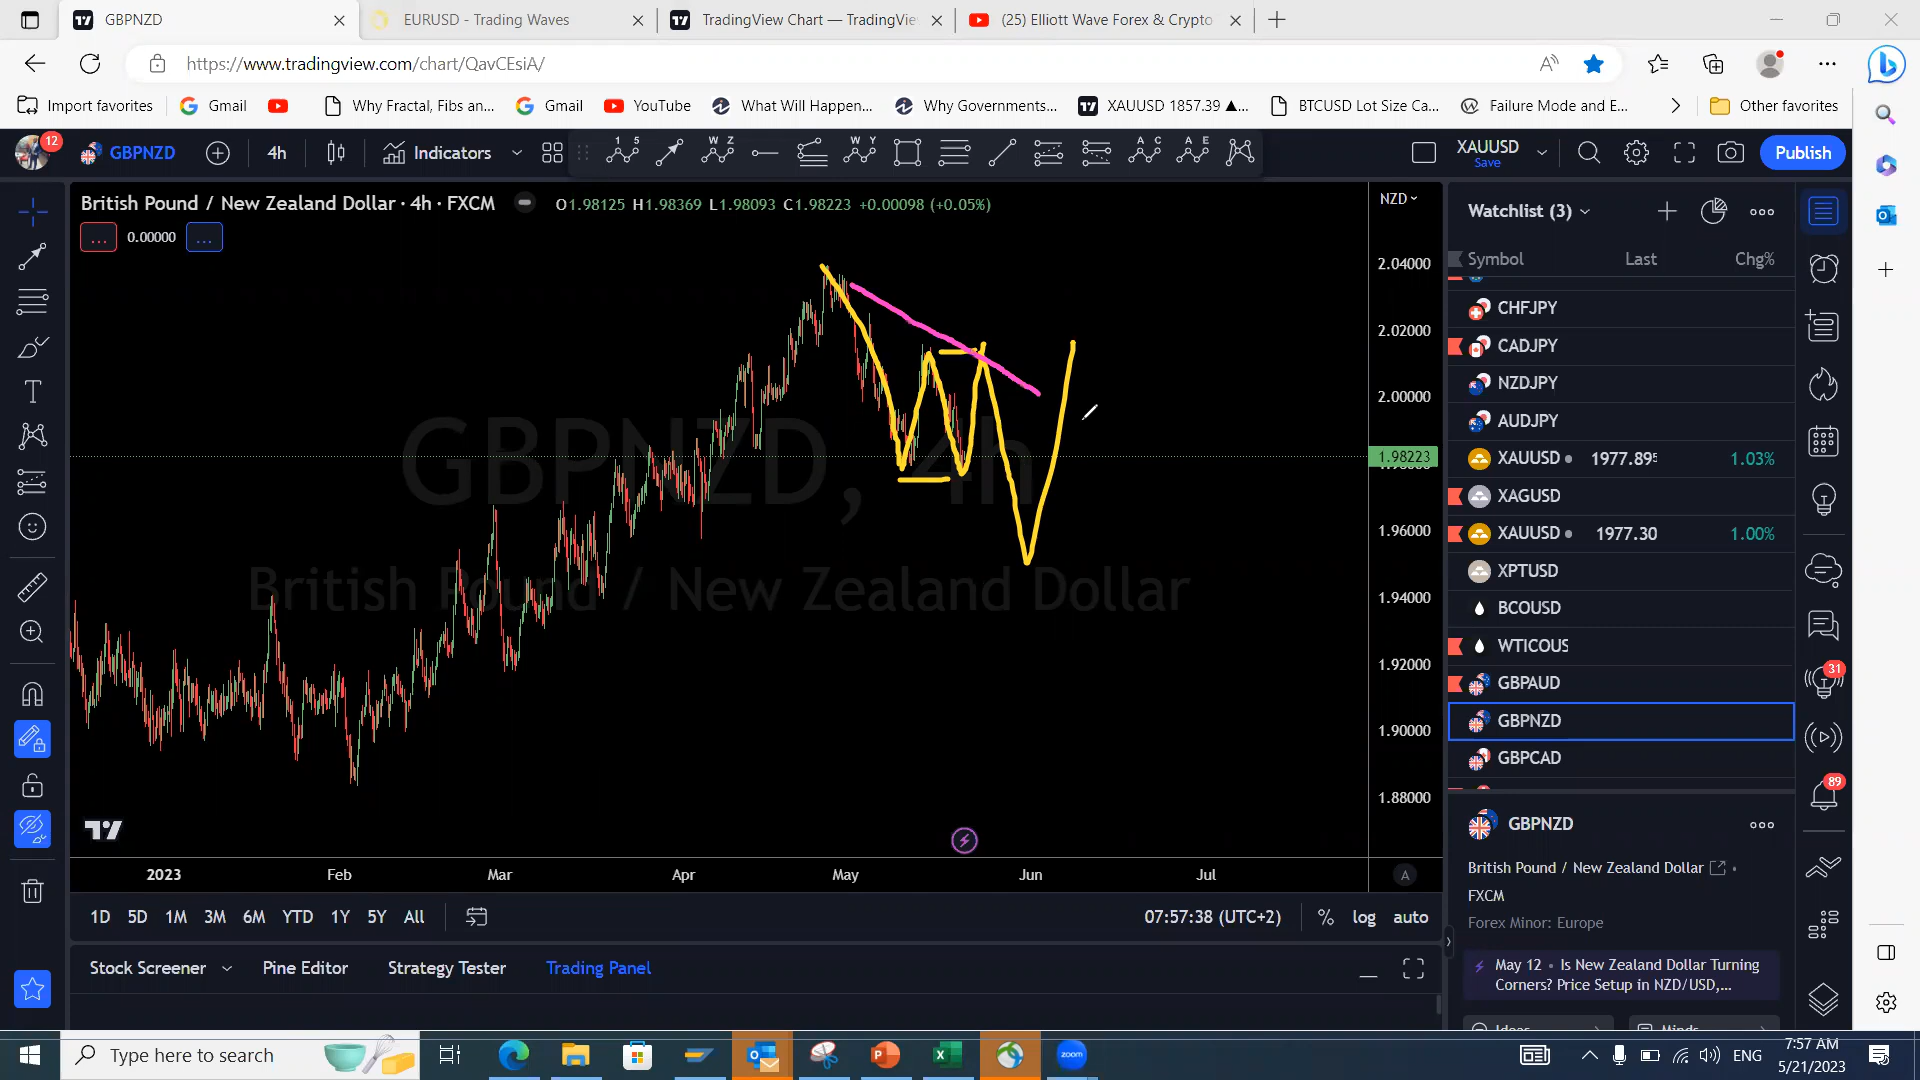 GBPNZD
EURUSD - Trading Waves
TradingView Chart — TradingVie
(25) Elliott Wave Forex & Crypto
https://www.tradingview.com/chart/QavCEsiA/
Import favorites
Gmail
Why Fractal, Fibs an...
Gmail
YouTube
What Will Happen...
Why Governments...
XAUUSD 1857.39 ▲...
BTCUSD Lot Size Ca...
Failure Mode and E...
Other favorites
12
GBPNZD
4h
Indicators
XAUUSD
Save
Publish
British Pound / New Zealand Dollar · 4h · FXCM
O1.98125 H1.98369 L1.98093 C1.98223 +0.00098 (+0.05%)
... 0.00000 ...
GBPNZD, 4h
British Pound / New Zealand Dollar
NZD
2.04000
2.02000
2.00000
1.98223
1.96000
1.94000
1.92000
1.90000
1.88000
2023 Feb Mar Apr May Jun Jul
A
1D 5D 1M 3M 6M YTD 1Y 5Y All
07:57:38 (UTC+2)
% log auto
Stock Screener
Pine Editor
Strategy Tester
Trading Panel
Watchlist (3)
Symbol Last Chg%
CHFJPY
CADJPY
NZDJPY
AUDJPY
XAUUSD 1977.895 1.03%
XAGUSD
XAUUSD 1977.30 1.00%
XPTUSD
BCOUSD
WTICOUS
GBPAUD
GBPNZD
GBPCAD
GBPNZD
British Pound / New Zealand Dollar
FXCM
Forex Minor: Europe
May 12 • Is New Zealand Dollar Turning
Corners? Price Setup in NZD/USD,...
31
89
Type here to search
zoom
ENG
7:57 AM
5/21/2023